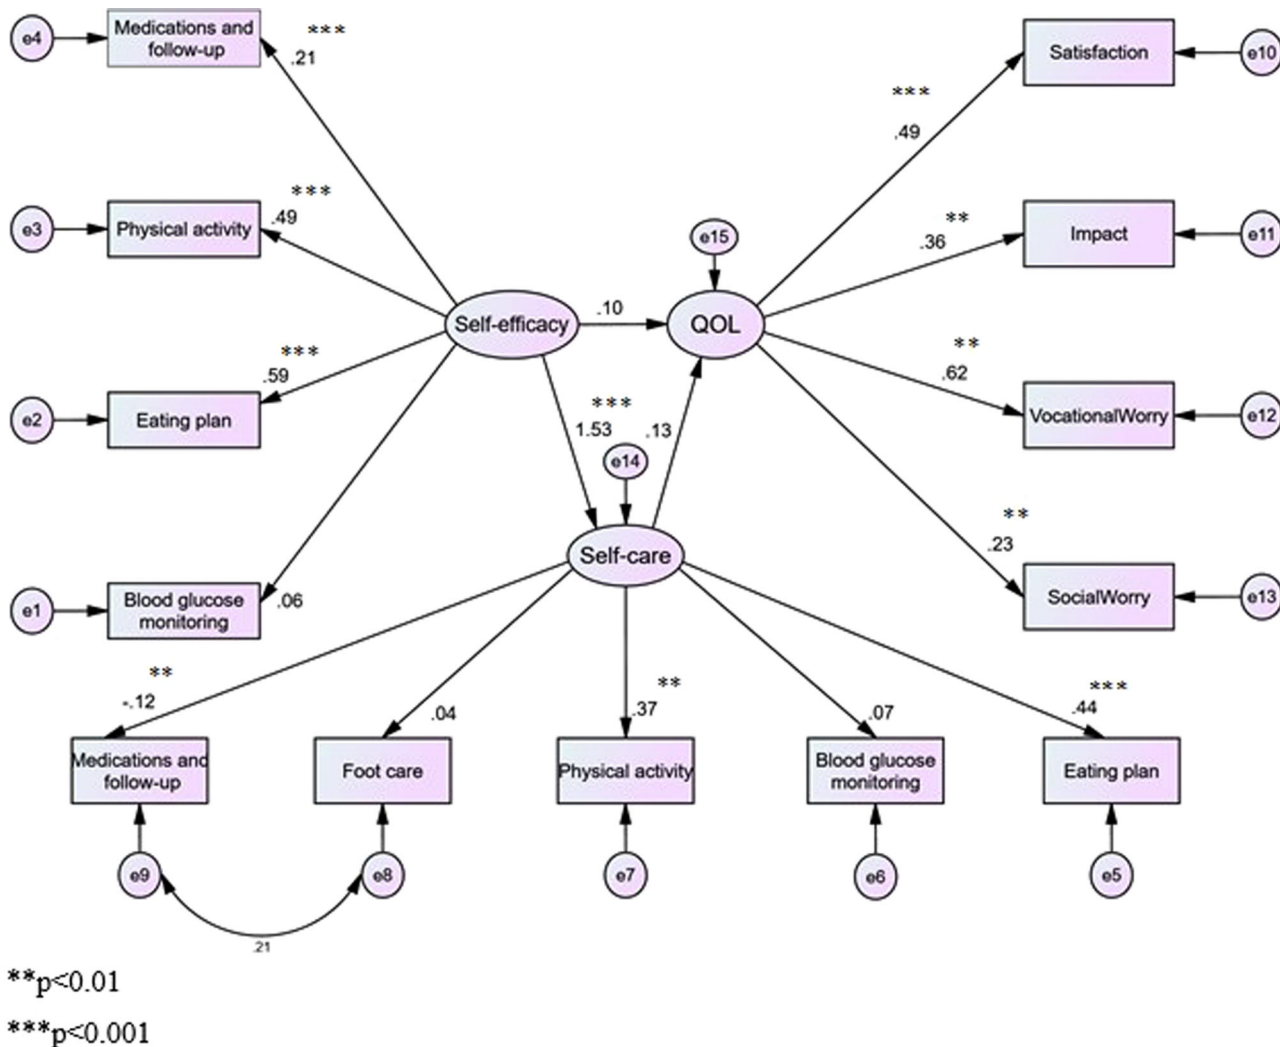 e4
Medications and
follow-up
***
.21
Satisfaction
e10
***
.49
e3
Physical activity
***
.49
e15
**
.36
Impact
e11
Self-efficacy
.10
QOL
e2
Eating plan
***
.59
***
1.53
.13
e14
**
.62
VocationalWorry
e12
Self-care
e1
Blood glucose
monitoring
.06
**
.23
SocialWorry
e13
**
-.12
.04
**
.37
.07
***
.44
Medications and
follow-up
Foot care
Physical activity
Blood glucose
monitoring
Eating plan
e9
e8
e7
e6
e5
.21
**p<0.01
***p<0.001